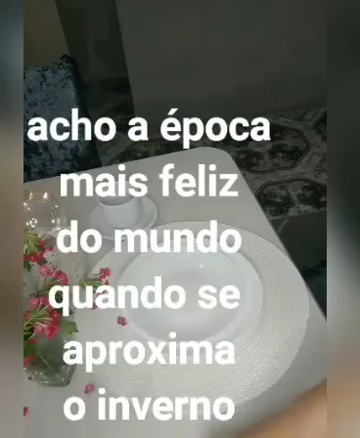 acho a época
mais feliz
do mundo
quando se
aproxima
o inverno